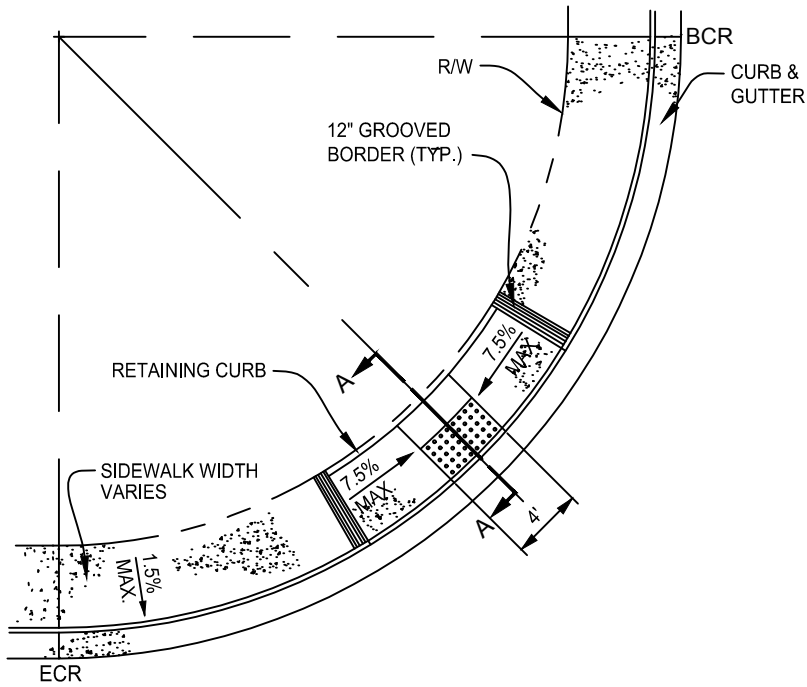 BCR
R/W
CURB &
GUTTER
12" GROOVED
BORDER (TYP.)
7.5%
MAX
A
RETAINING CURB
7.5%
MAX
SIDEWALK WIDTH
VARIES
4'
A
1.5%
MAX.
ECR